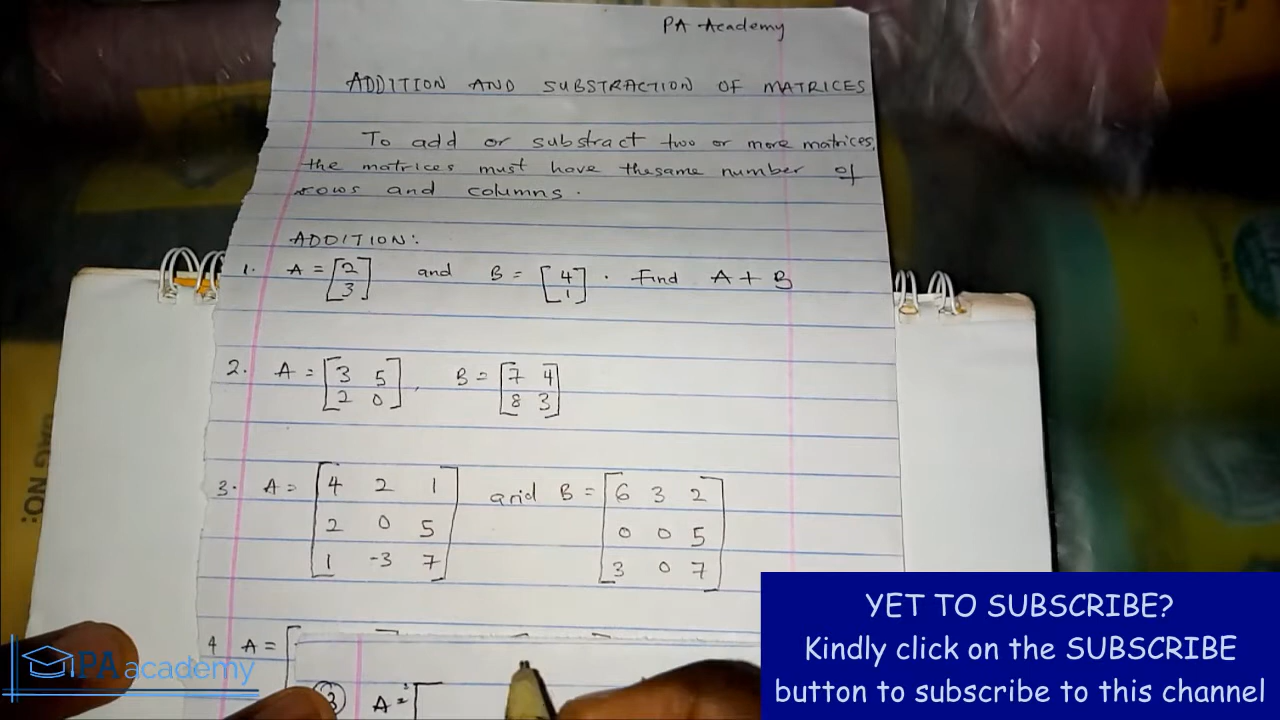 PA Academy
ADDITION AND SUBSTRACTION OF MATRICES
To add or substract two or more matrices,
the matrices must have thesame number of
rows and columns.
ADDITION:
1. A = [2 and B = [4]. Find A + B
3] 1]
2. A = [3 5], B = [7 4]
2 0 8 3
3. A = [4 2 1] and B = [6 3 2]
2 0 5 0 0 5
1 -3 7 3 0 7
4 A = [
3 A = [
BAG NO:
PA academy
YET TO SUBSCRIBE?
Kindly click on the SUBSCRIBE
button to subscribe to this channel